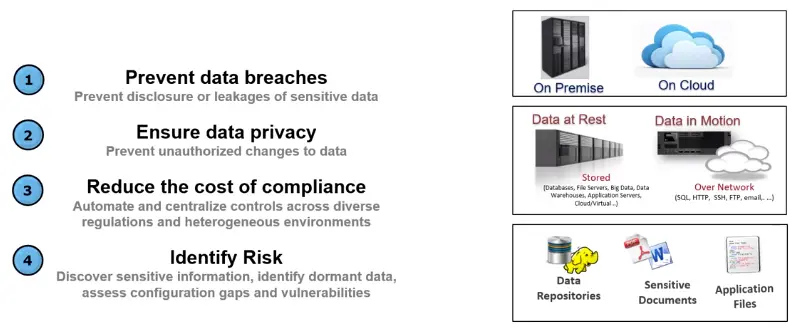 1
Prevent data breaches
Prevent disclosure or leakages of sensitive data
2
Ensure data privacy
Prevent unauthorized changes to data
3
Reduce the cost of compliance
Automate and centralize controls across diverse
regulations and heterogeneous environments
4
Identify Risk
Discover sensitive information, identify dormant data,
assess configuration gaps and vulnerabilities
On Premise
On Cloud
Data at Rest
Stored
(Databases, File Servers, Big Data, Data
Warehouses, Application Servers,
Cloud/Virtual ..)
Data in Motion
Over Network
(SQL, HTTP, SSH, FTP, email,. …)
Data
Repositories
Sensitive
Documents
Application
Files